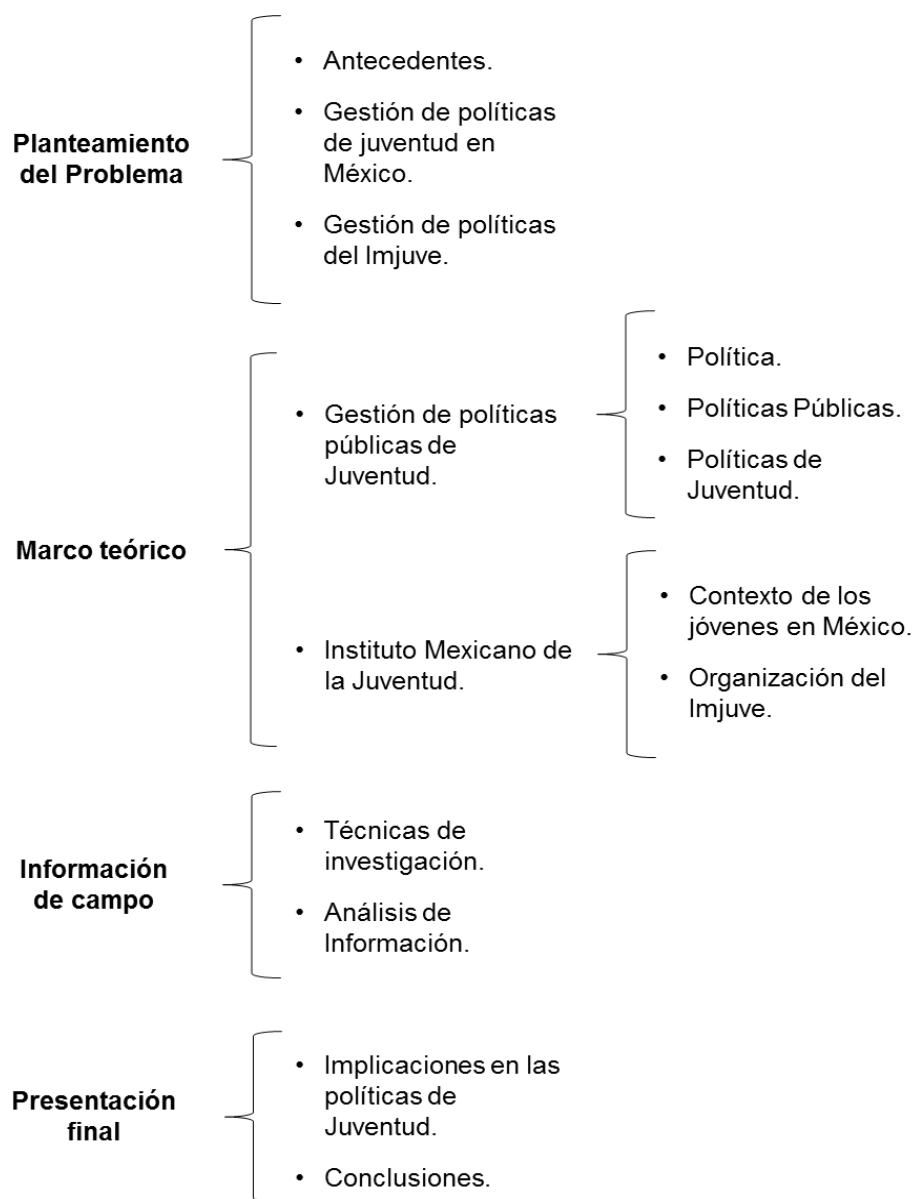 Planteamiento
del Problema
• Antecedentes.
• Gestión de políticas
de juventud en
México.
• Gestión de políticas
del Imjuve.
Marco teórico
• Gestión de políticas
públicas de
Juventud.
• Política.
• Políticas Públicas.
• Políticas de
Juventud.
• Instituto Mexicano de
la Juventud.
• Contexto de los
jóvenes en México.
• Organización del
Imjuve.
Información
de campo
• Técnicas de
investigación.
• Análisis de
Información.
Presentación
final
• Implicaciones en las
políticas de
Juventud.
• Conclusiones.